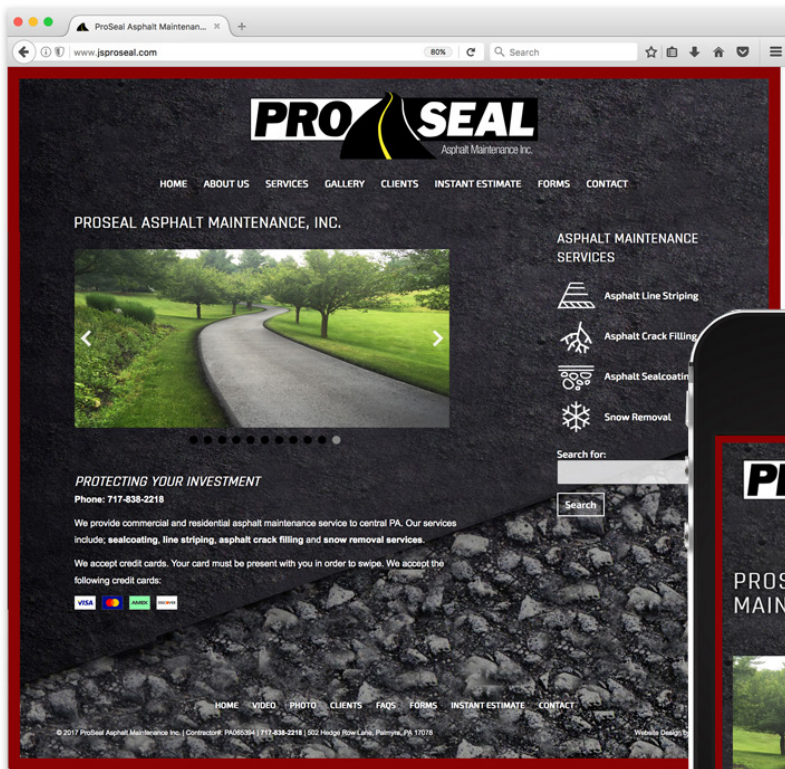 ProSeal Asphalt Maintenan...
www.jsproseal.com
80%
Search
PRO SEAL
Asphalt Maintenance Inc.
HOME ABOUT US SERVICES GALLERY CLIENTS INSTANT ESTIMATE FORMS CONTACT
PROSEAL ASPHALT MAINTENANCE, INC.
ASPHALT MAINTENANCE
SERVICES
Asphalt Line Striping
Asphalt Crack Filling
Asphalt Sealcoatin
Snow Removal
Search for:
Search
PROTECTING YOUR INVESTMENT
Phone: 717-838-2218
We provide commercial and residential asphalt maintenance service to central PA. Our services
include; sealcoating, line striping, asphalt crack filling and snow removal services.
We accept credit cards. Your card must be present with you in order to swipe. We accept the
following credit cards:
VISA AMEX DISCOVER
HOME VIDEO PHOTO CLIENTS FAQS FORMS INSTANT ESTIMATE CONTACT
© 2017 ProSeal Asphalt Maintenance Inc. | Contractor#: PA065394 | 717-838-2218 | 502 Hedge Row Lane, Palmyra, PA 17078
Website Design by
P
PROS
MAIN